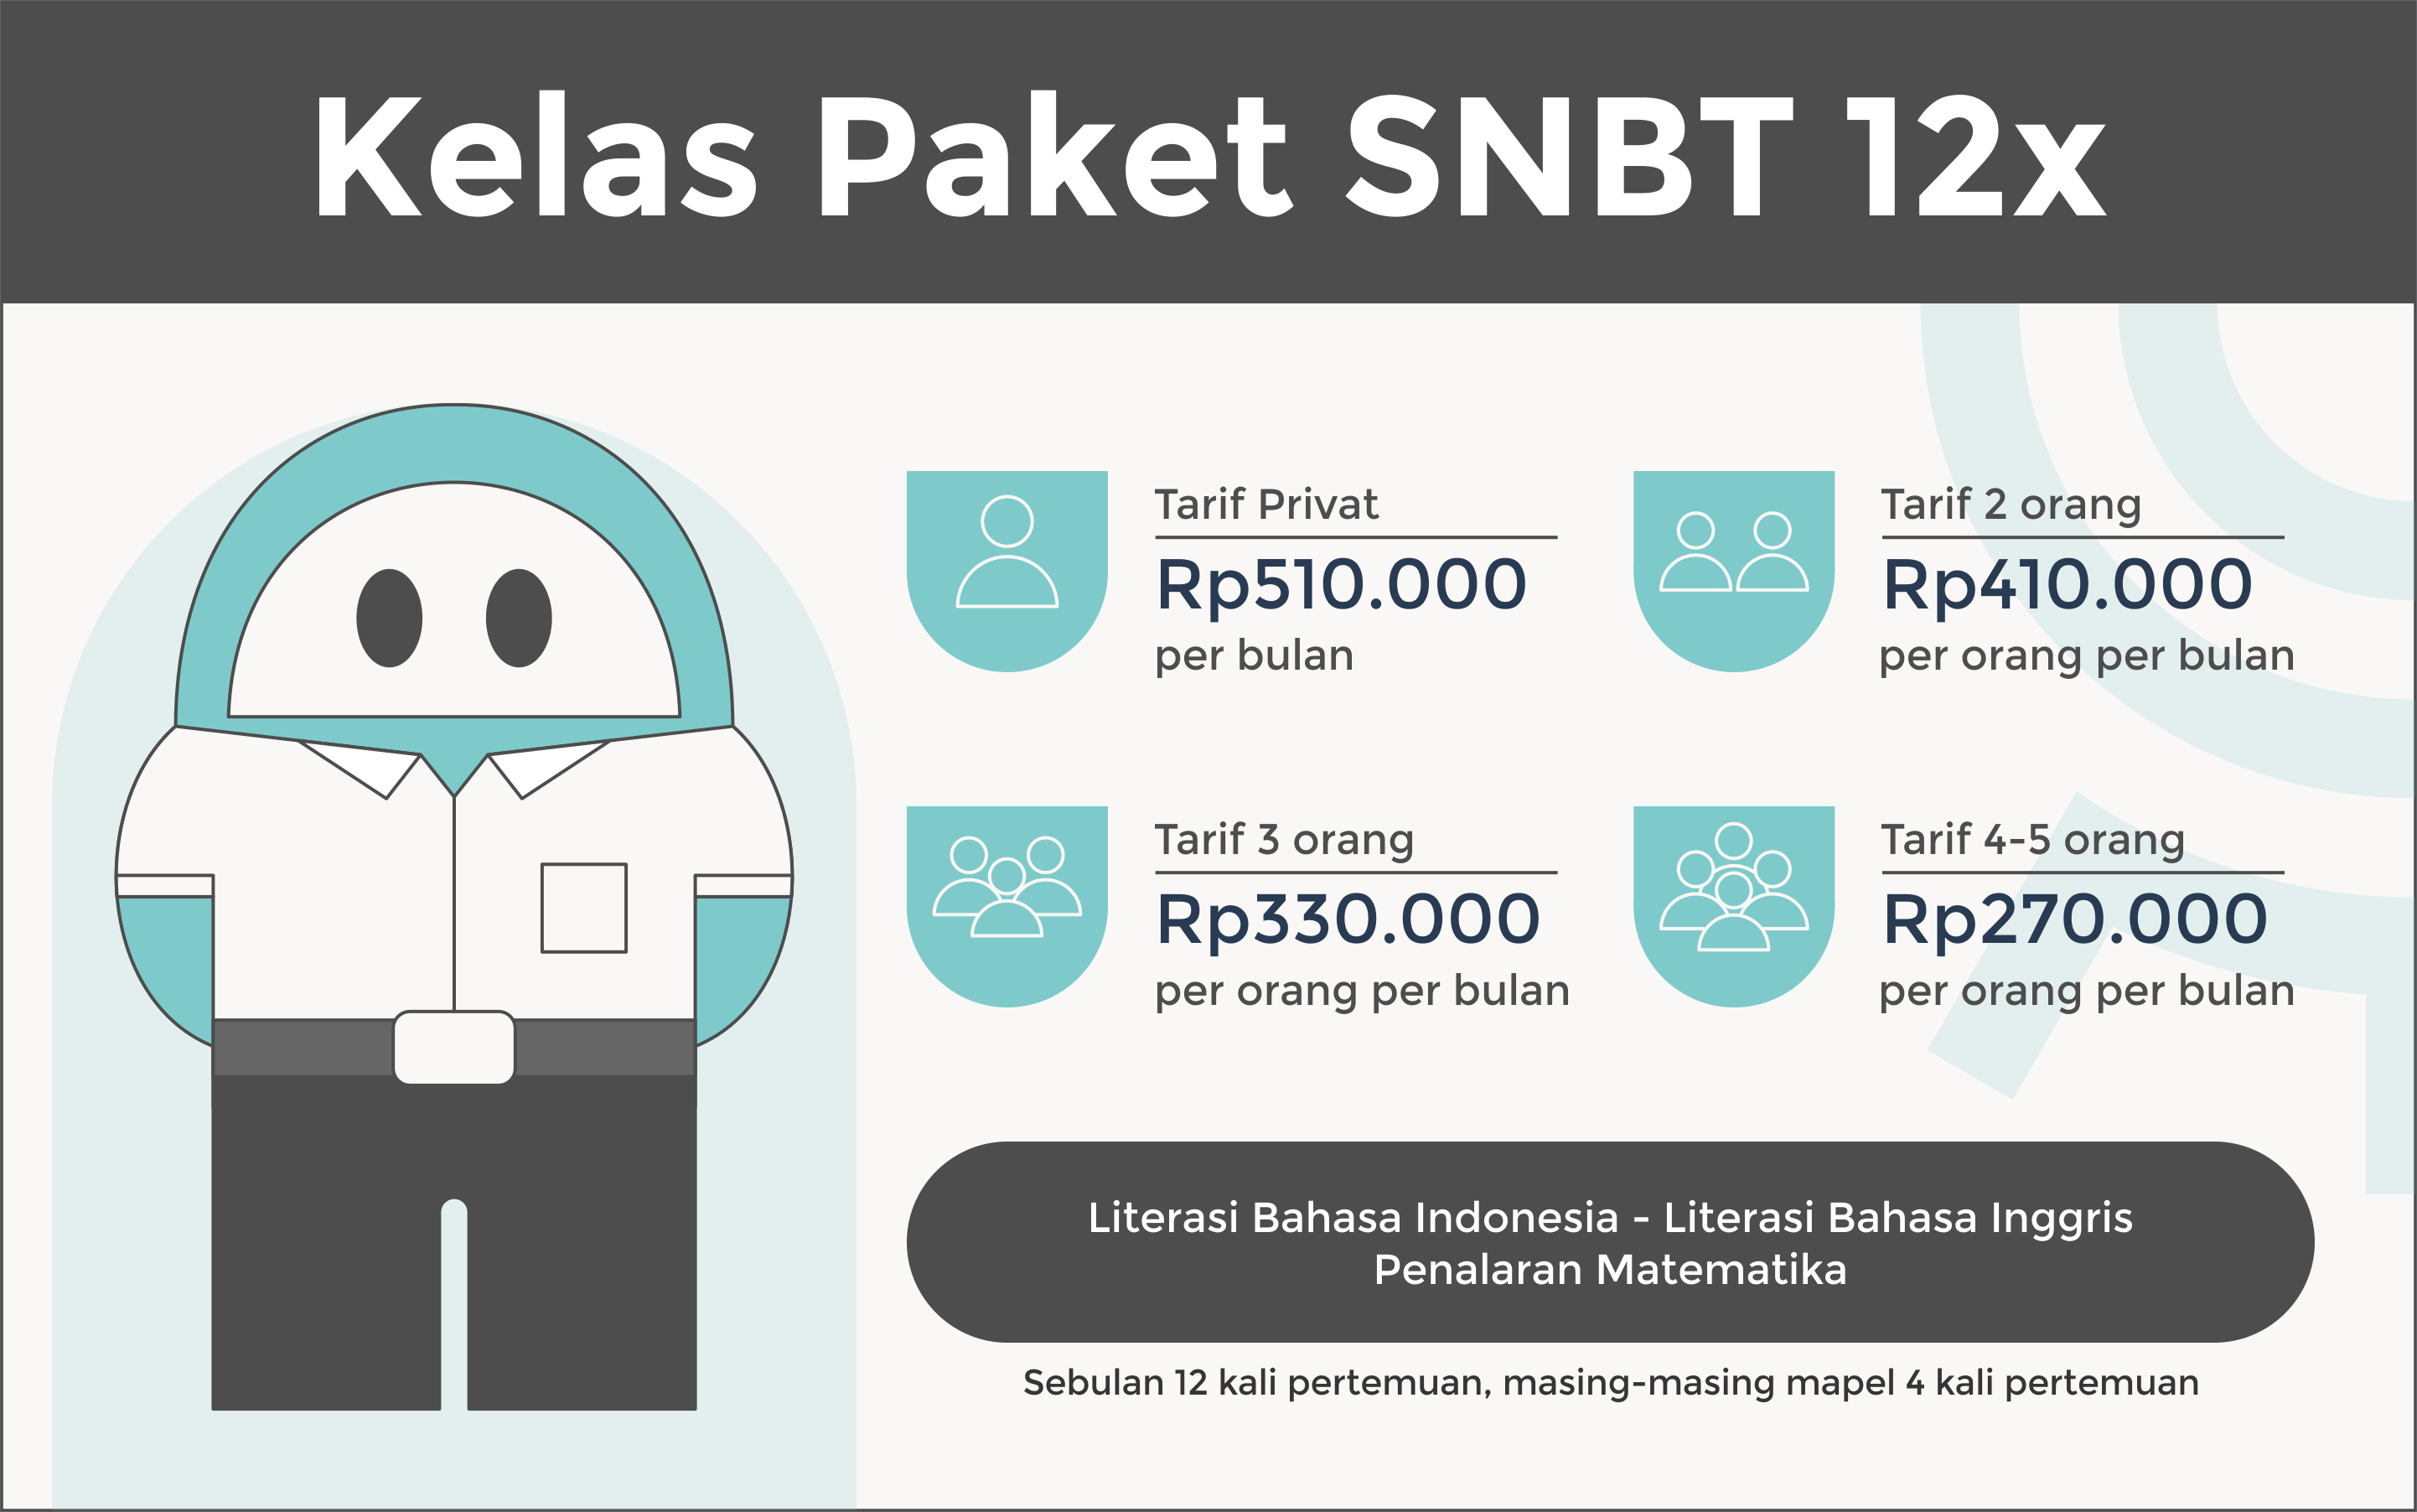 Kelas Paket SNBT 12x
Tarif Privat
Rp510.000
per bulan
Tarif 2 orang
Rp410.000
per orang per bulan
Tarif 3 orang
Rp330.000
per orang per bulan
Tarif 4-5 orang
Rp270.000
per orang per bulan
Literasi Bahasa Indonesia - Literasi Bahasa Inggris
Penalaran Matematika
Sebulan 12 kali pertemuan, masing-masing mapel 4 kali pertemuan